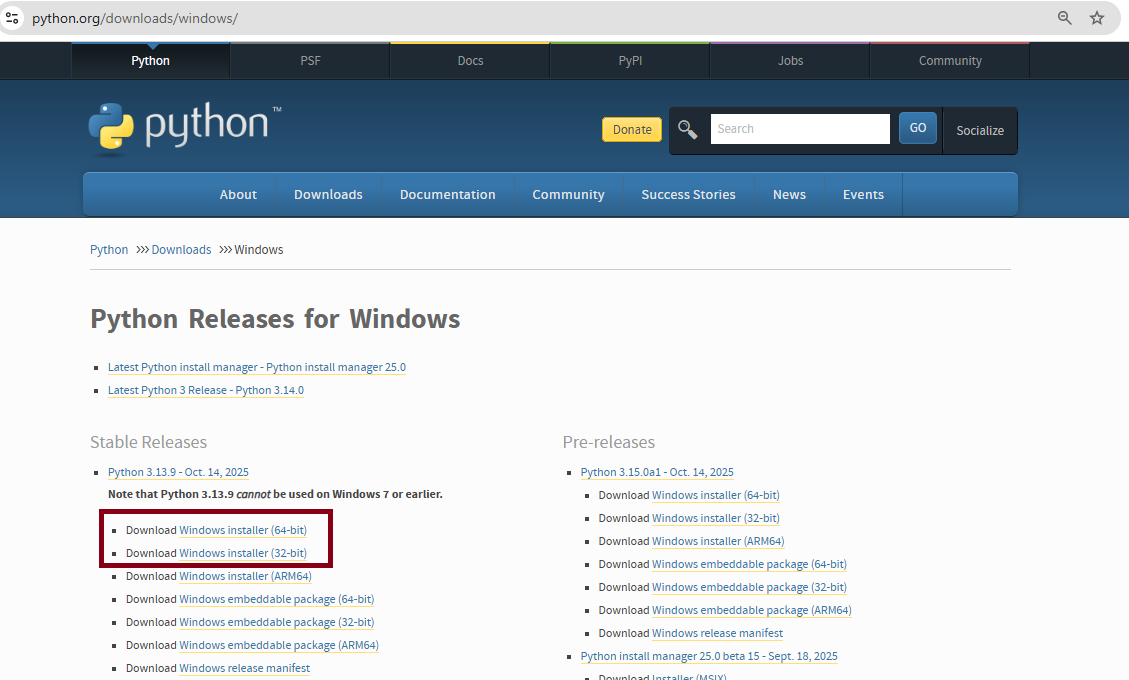 python.org/downloads/windows/
Python PSF Docs PyPI Jobs Community
python™
Donate Search GO Socialize
About Downloads Documentation Community Success Stories News Events
Python >>> Downloads >>> Windows
Python Releases for Windows
Latest Python install manager - Python install manager 25.0
Latest Python 3 Release - Python 3.14.0
Stable Releases
Python 3.13.9 - Oct. 14, 2025
Note that Python 3.13.9 cannot be used on Windows 7 or earlier.
Download Windows installer (64-bit)
Download Windows installer (32-bit)
Download Windows installer (ARM64)
Download Windows embeddable package (64-bit)
Download Windows embeddable package (32-bit)
Download Windows embeddable package (ARM64)
Download Windows release manifest
Pre-releases
Python 3.15.0a1 - Oct. 14, 2025
Download Windows installer (64-bit)
Download Windows installer (32-bit)
Download Windows installer (ARM64)
Download Windows embeddable package (64-bit)
Download Windows embeddable package (32-bit)
Download Windows embeddable package (ARM64)
Download Windows release manifest
Python install manager 25.0 beta 15 - Sept. 18, 2025
Download Installer (MSIX)